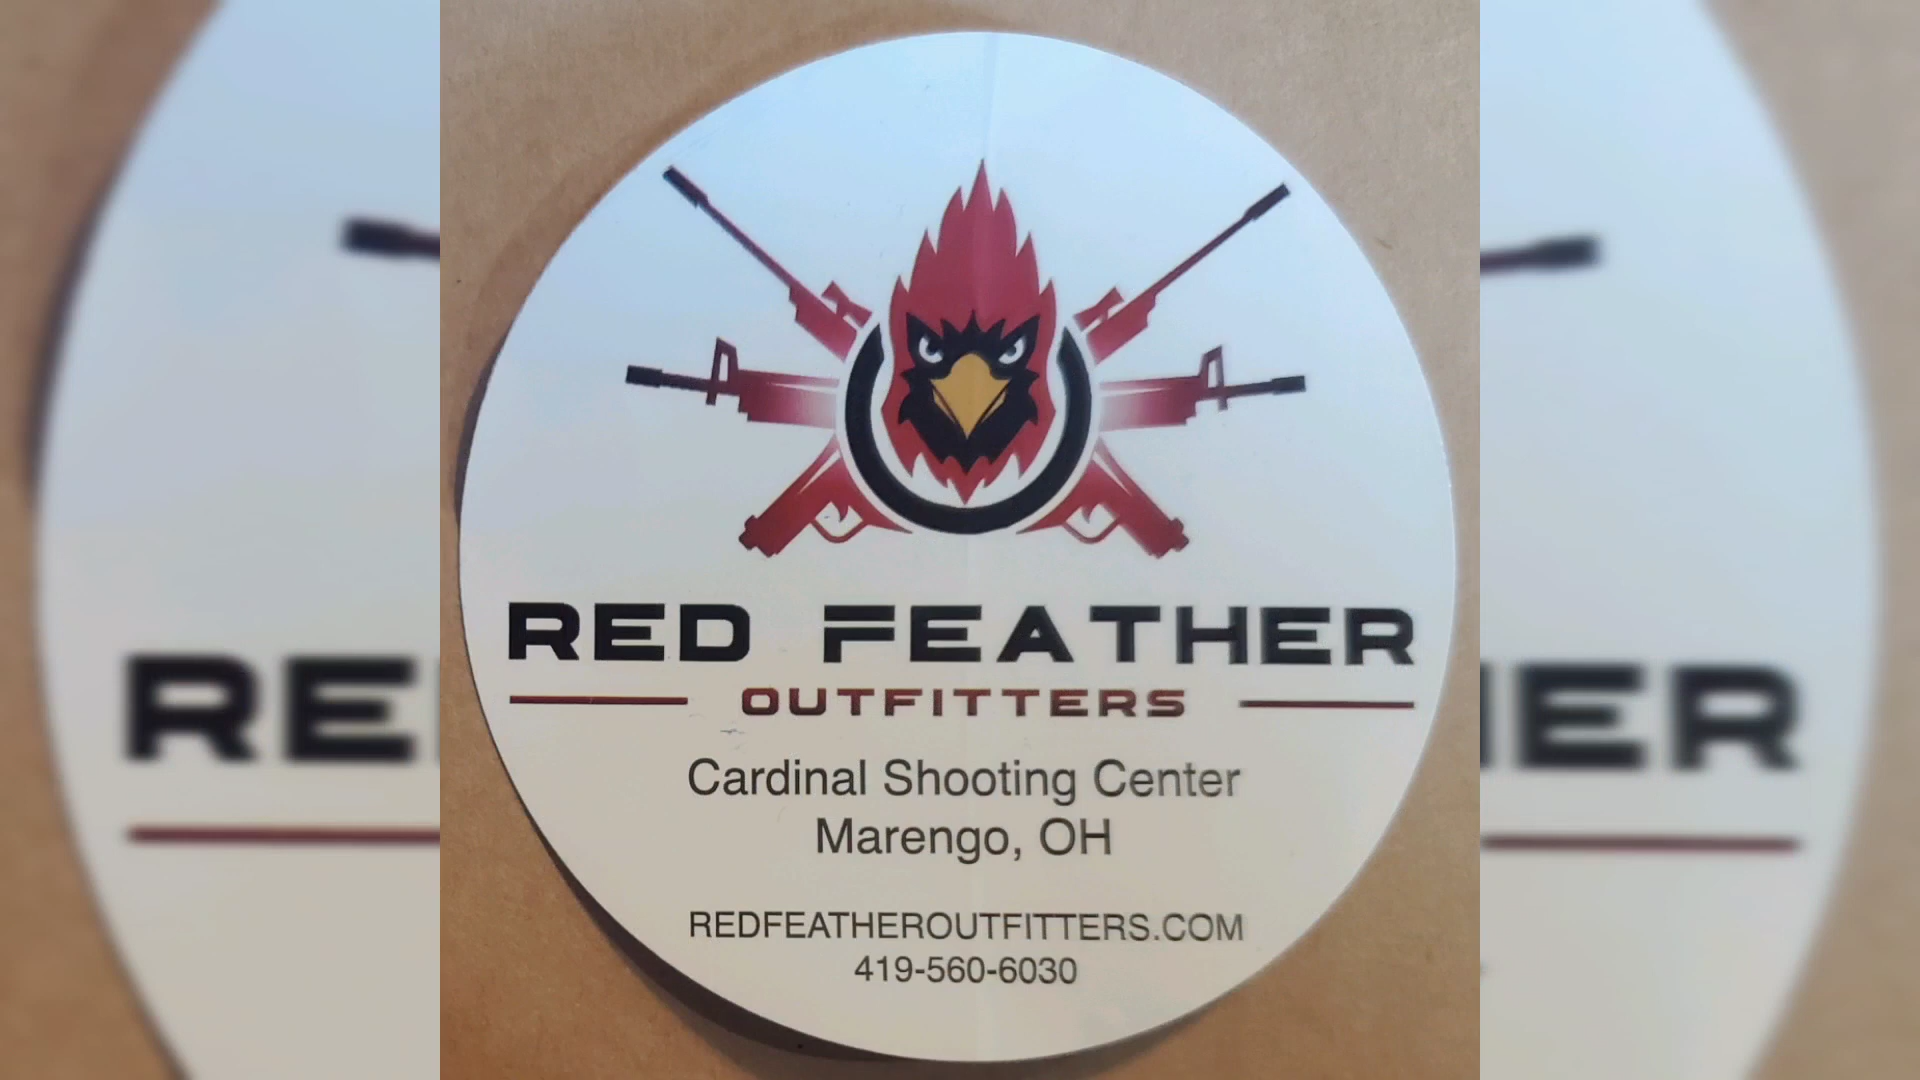 RED FEATHER
OUTFITTERS
Cardinal Shooting Center
Marengo, OH
REDFEATHEROUTFITTERS.COM
419-560-6030